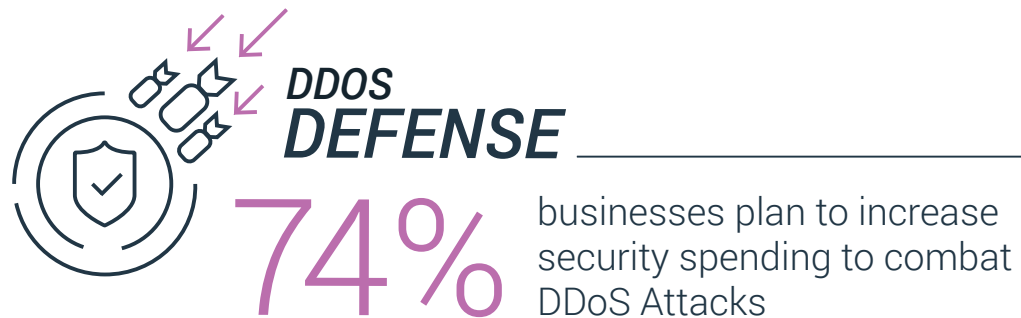 DDOS
DEFENSE
74%
businesses plan to increase
security spending to combat
DDoS Attacks